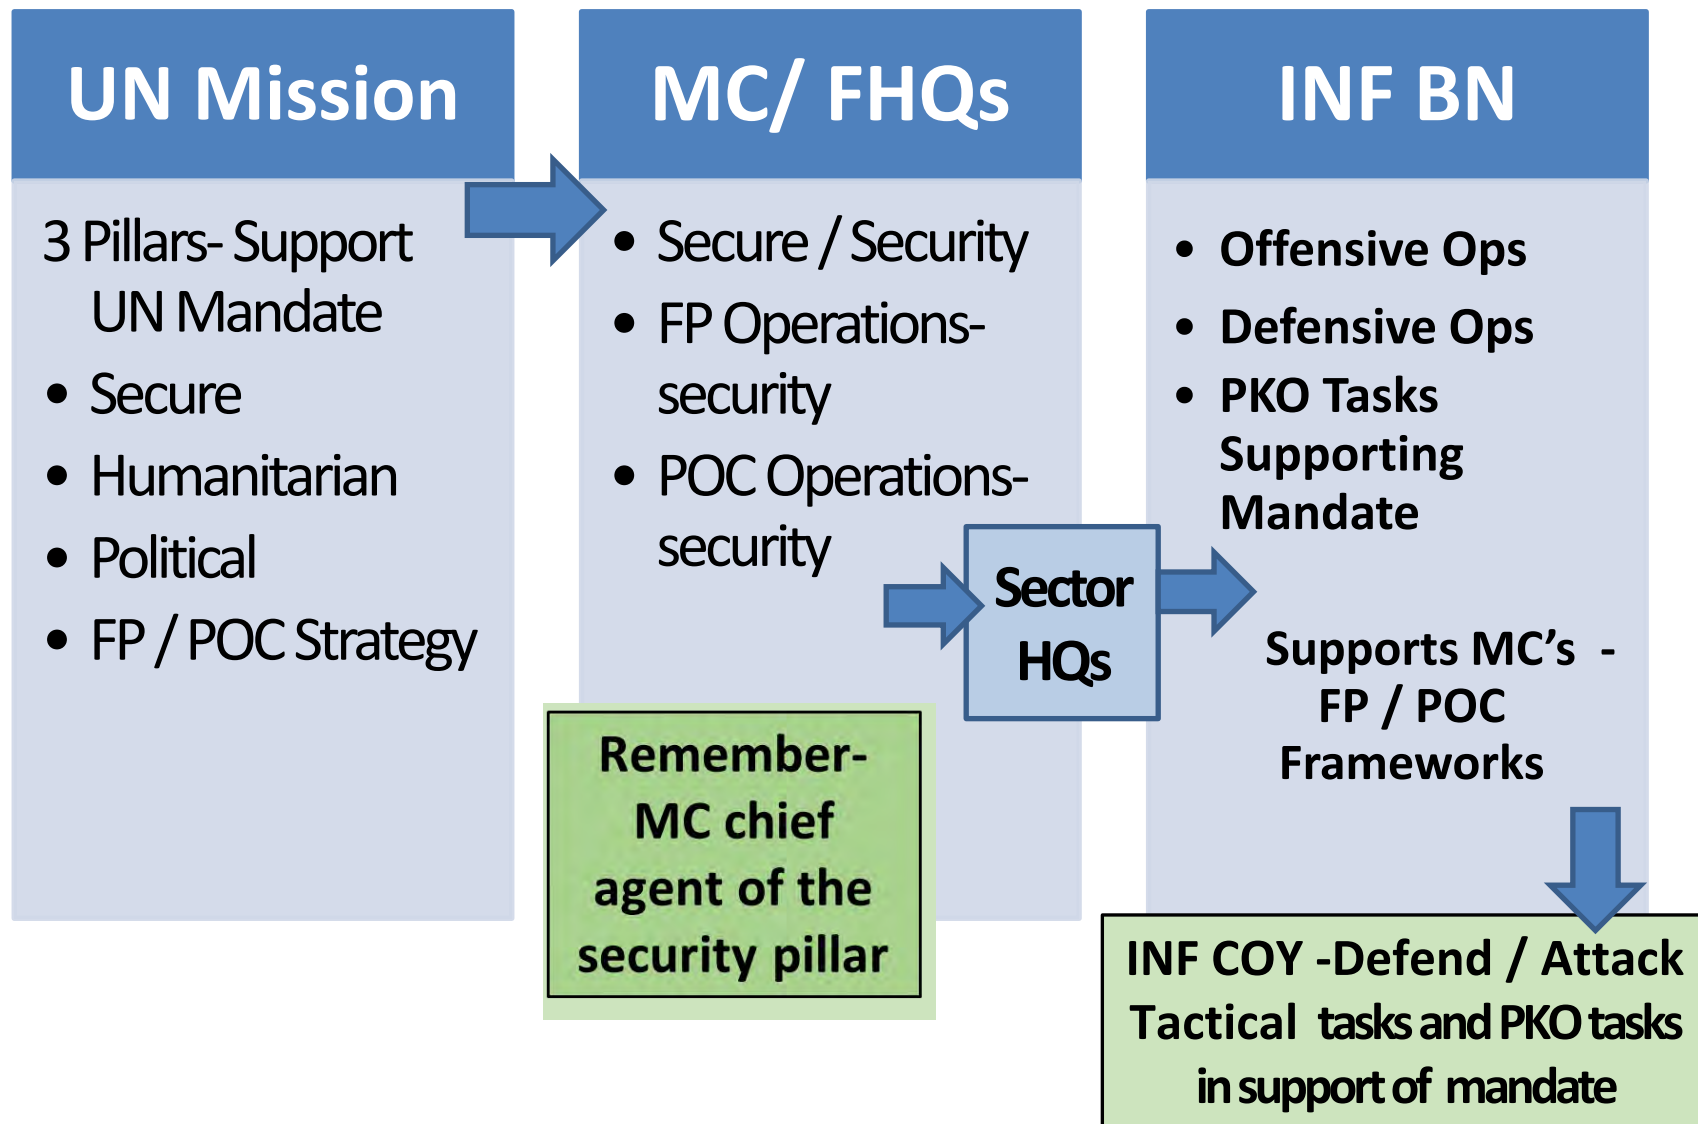 UN Mission
3 Pillars- Support
UN Mandate
• Secure
• Humanitarian
• Political
• FP / POC Strategy
MC/ FHQs
• Secure / Security
• FP Operations-
security
• POC Operations-
security
Remember-
MC chief
agent of the
security pillar
Sector
HQs
INF BN
• Offensive Ops
• Defensive Ops
• PKO Tasks
Supporting
Mandate
Supports MC’s -
FP / POC
Frameworks
INF COY -Defend / Attack
Tactical tasks and PKO tasks
in support of mandate